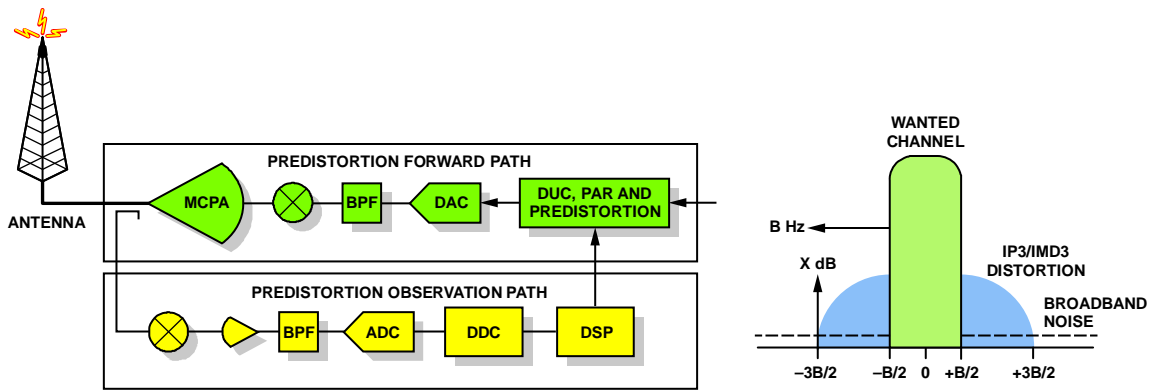 PREDISTORTION FORWARD PATH
MCPA
BPF
DAC
DUC, PAR AND
PREDISTORTION
ANTENNA
PREDISTORTION OBSERVATION PATH
BPF
ADC
DDC
DSP
WANTED
CHANNEL
B Hz
X dB
IP3/IMD3
DISTORTION
BROADBAND
NOISE
–3B/2
–B/2
0
+B/2
+3B/2